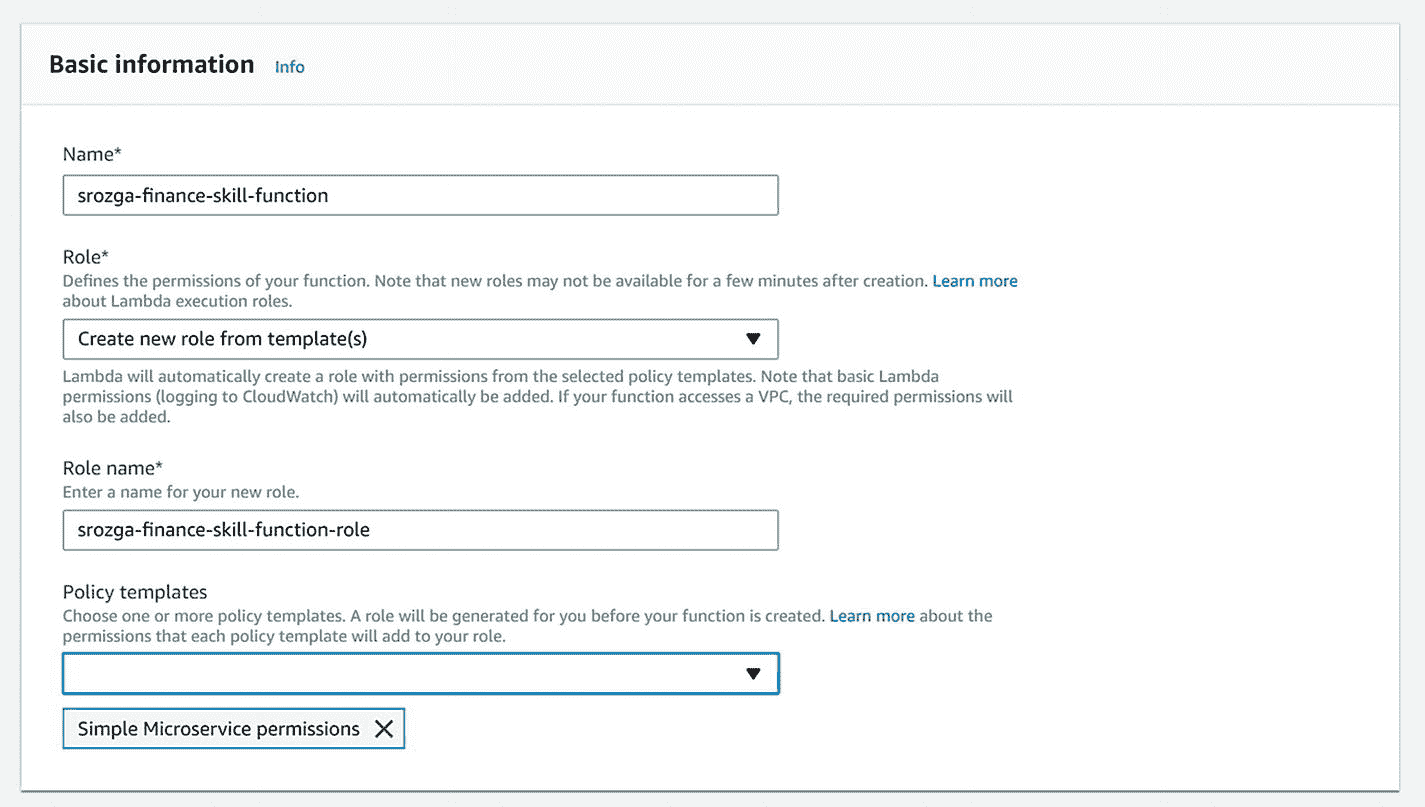 Basic information Info
Name*
srozga-finance-skill-function
Role*
Defines the permissions of your function. Note that new roles may not be available for a few minutes after creation. Learn more
about Lambda execution roles.
Create new role from template(s)
Lambda will automatically create a role with permissions from the selected policy templates. Note that basic Lambda
permissions (logging to CloudWatch) will automatically be added. If your function accesses a VPC, the required permissions will
also be added.
Role name*
Enter a name for your new role.
srozga-finance-skill-function-role
Policy templates
Choose one or more policy templates. A role will be generated for you before your function is created. Learn more about the
permissions that each policy template will add to your role.
Simple Microservice permissions